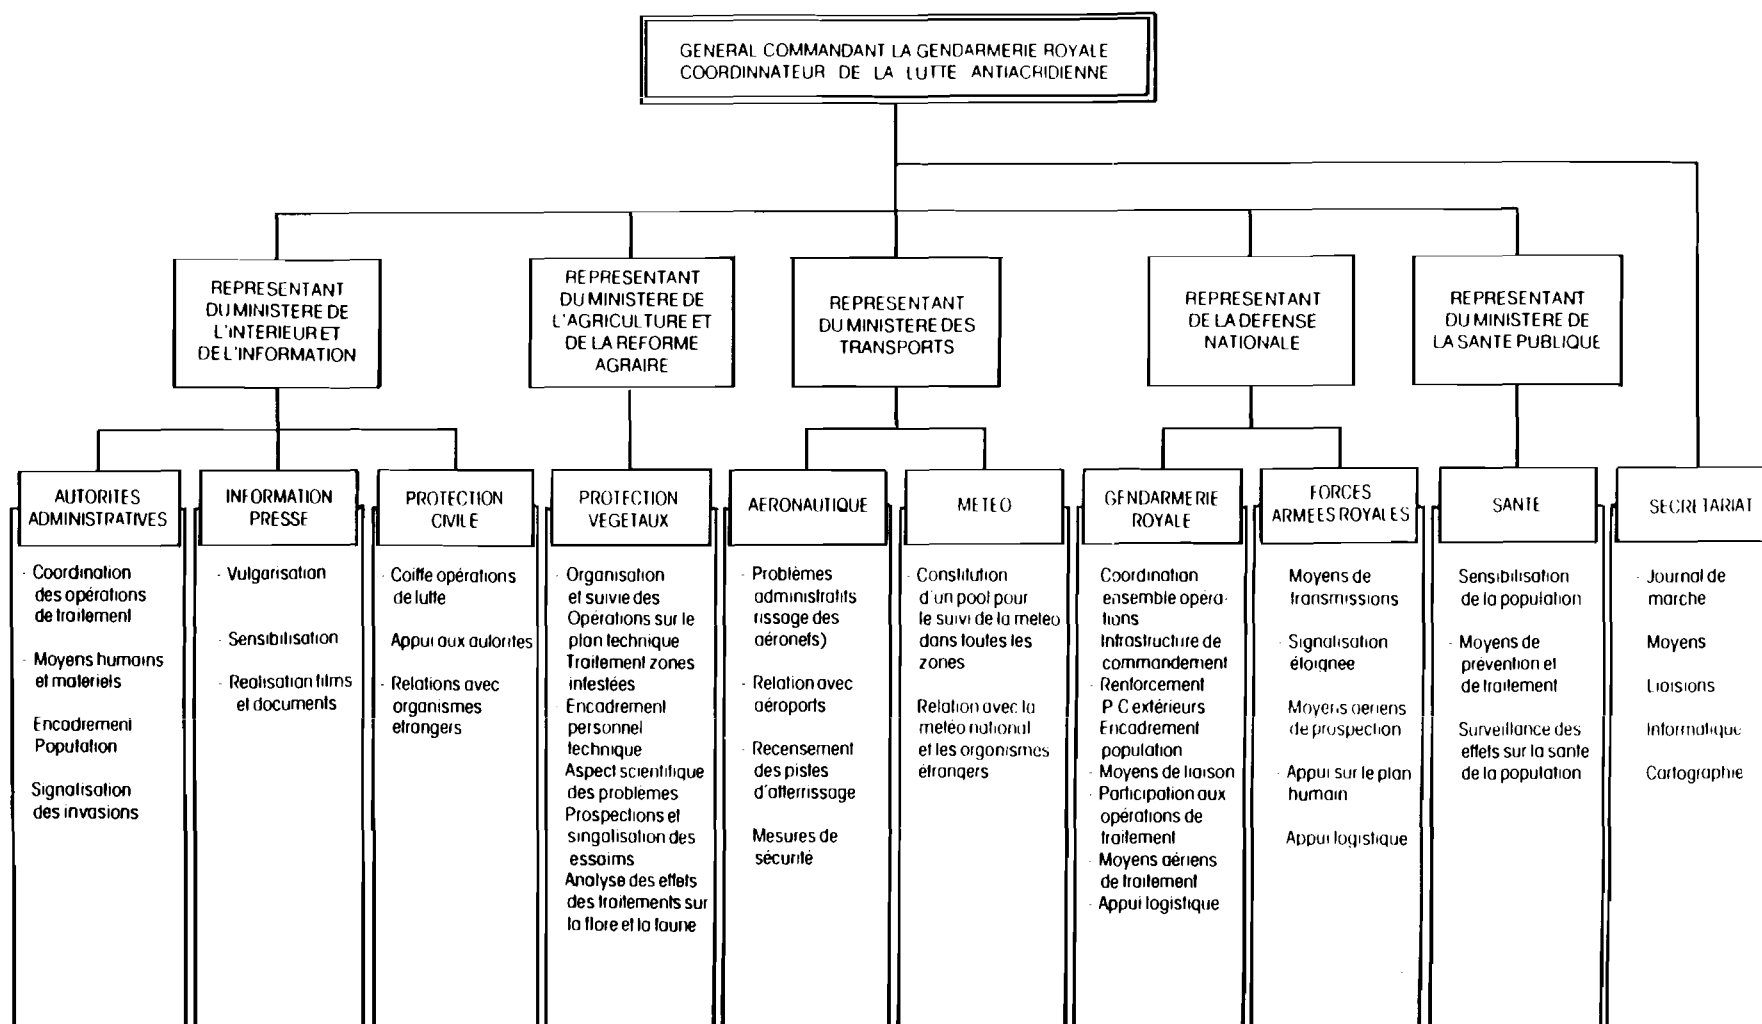 GENERAL COMMANDANT LA GENDARMERIE ROYALE
COORDINNATEUR DE LA LUTTE ANTIACRIDIENNE
REPRESENTANT
DU MINISTERE DE
L'INTERIEUR ET
DE L'INFORMATION
REPRESENTANT
DU MINISTERE DE
L'AGRICULTURE ET
DE LA REFORME
AGRAIRE
REPRESENTANT
DU MINISTERE DES
TRANSPORTS
REPRESENTANT
DE LA DEFENSE
NATIONALE
REPRESENTANT
DU MINISTERE DE
LA SANTE PUBLIQUE
AUTORITES
ADMINISTRATIVES
- Coordination
des opérations
de traitement
- Moyens humains
et materiels
Encadrement
Population
Signalisation
des invasions
INFORMATION
PRESSE
- Vulgarisation
- Sensibilisation
- Realisation films
et documents
PROTECTION
CIVILE
- Coiffe opérations
de lutte
Appui aux autorites
- Relations avec
organismes
etrangers
PROTECTION
VEGETAUX
- Organisation
et suivie des
Opérations sur le
plan technique
Traitement zones
infestées
- Encadrement
personnel
technique
Aspect scientifique
des problèmes
Prospections et
singalisation des
essaims
Analyse des effets
des traitements sur
la flore et la faune
AERONAUTIQUE
- Problèmes
administratifs
rissage des
aéronefs)
- Relation avec
aéroports
- Recensement
des pistes
d'atterrissage
Mesures de
sécurité
METEO
- Constitution
d'un pool pour
le suivi de la meteo
dans toutes les
zones
Relation avec la
metéo national
et les organismes
étrangers
GENDARMERIE
ROYALE
Coordination
ensemble opéra-
tions
Infrastructure de
commandement
- Renforcement
P C extérieurs
Encadrement
population
- Moyens de liaison
- Participation aux
opérations de
traitement
- Moyens aériens
de traitement
- Appui logistique
FORCES
ARMEES ROYALES
Moyens de
transmissions
- Signalisation
éloignee
Moyens aeriens
de prospection
- Appui sur le plan
humain
Appui logistique
SANTE
Sensibilisation
de la population
- Moyens de
prévention et
de traitement
Surveillance des
effets sur la sante
de la population
SECRETARIAT
- Journal de
marche
Moyens
Liaisions
Informatique
Cartographie